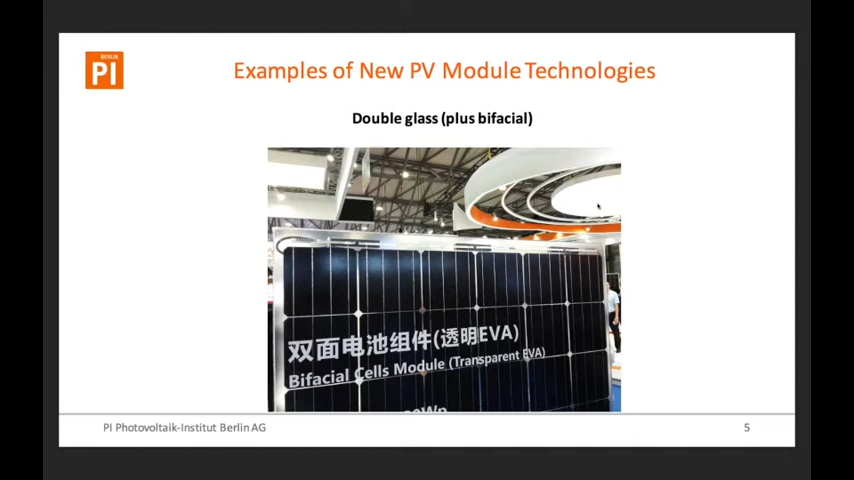 BERLIN
PI
Examples of New PV Module Technologies
Double glass (plus bifacial)
双面电池组件(透明EVA)
Bifacial Cells Module (Transparent EVA)
PI Photovoltaik-Institut Berlin AG
5